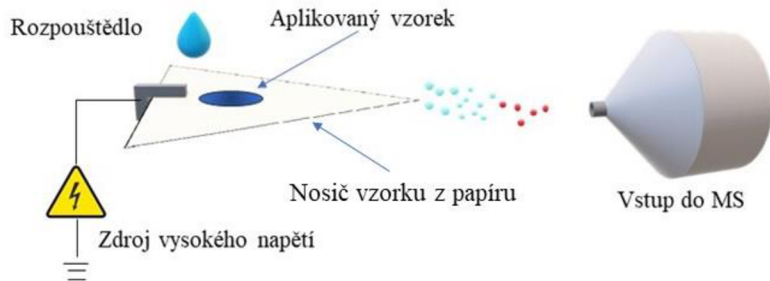 Rozpouštědlo
Aplikovaný vzorek
Nosič vzorku z papíru
Vstup do MS
Zdroj vysokého napětí